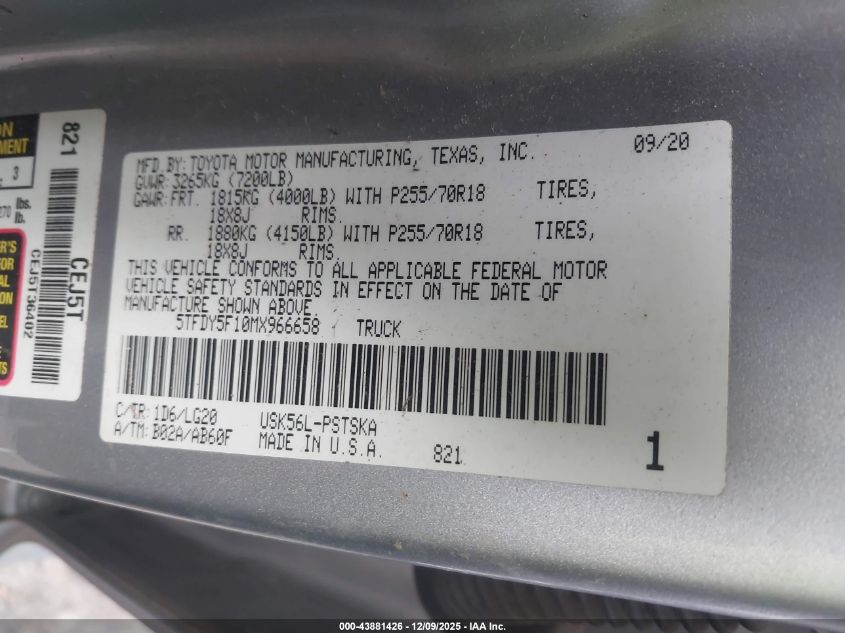 MFD BY: TOYOTA MOTOR MANUFACTURING, TEXAS, INC. 09/20
GVWR: 3265KG (7200LB)
GAWR: FRT. 1815KG (4000LB) WITH P255/70R18 TIRES,
18X8J RIMS.
RR. 1880KG (4150LB) WITH P255/70R18 TIRES,
18X8J RIMS.
THIS VEHICLE CONFORMS TO ALL APPLICABLE FEDERAL MOTOR
VEHICLE SAFETY STANDARDS IN EFFECT ON THE DATE OF
MANUFACTURE SHOWN ABOVE.
5TFDY5F10MX966658 TRUCK
C/TR: 1D6/LG20 USK56L-PSTSKA
A/TM: B02A/AB60F MADE IN U.S.A. 821 1
821
CEJ5T
CEJ5T36402
3
lbs.
lb.
000-43881426 - 12/09/2025 - IAA Inc.